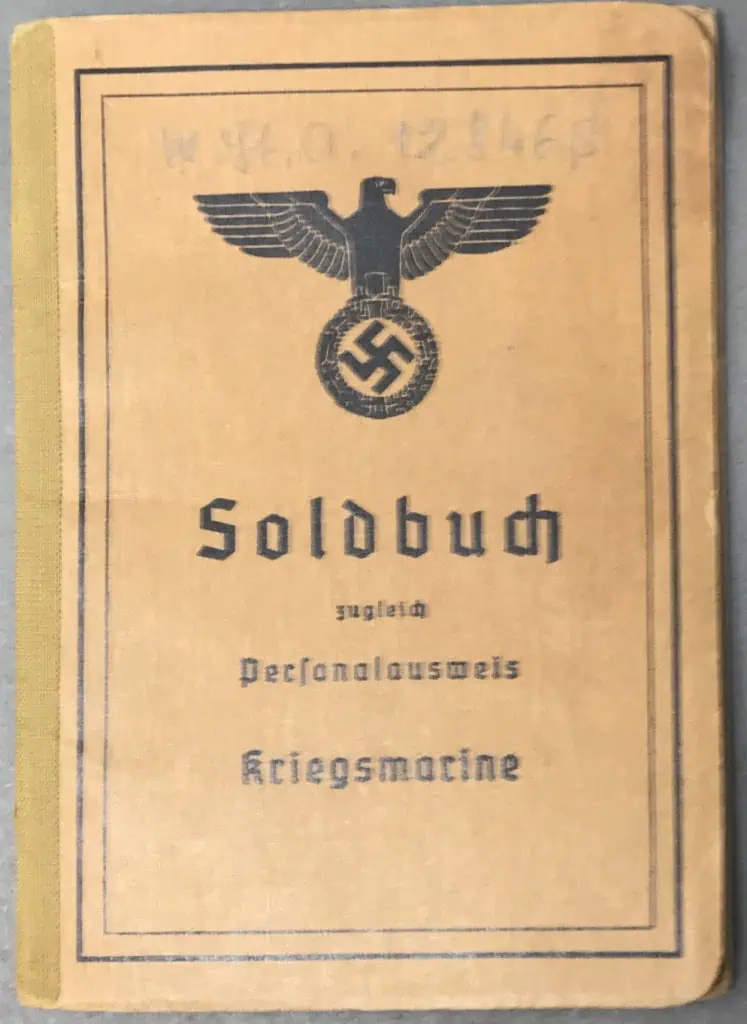 Soldbuch
zugleich
Personalausweis
Kriegsmarine